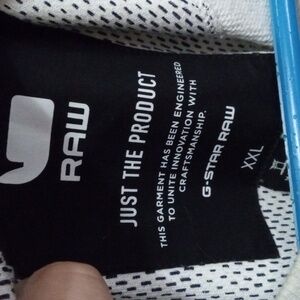 RAW
JUST THE PRODUCT
THIS GARMENT HAS BEEN ENGINEERED
TO UNITE INNOVATION WITH
CRAFTSMANSHIP.
G-STAR RAW
XXL